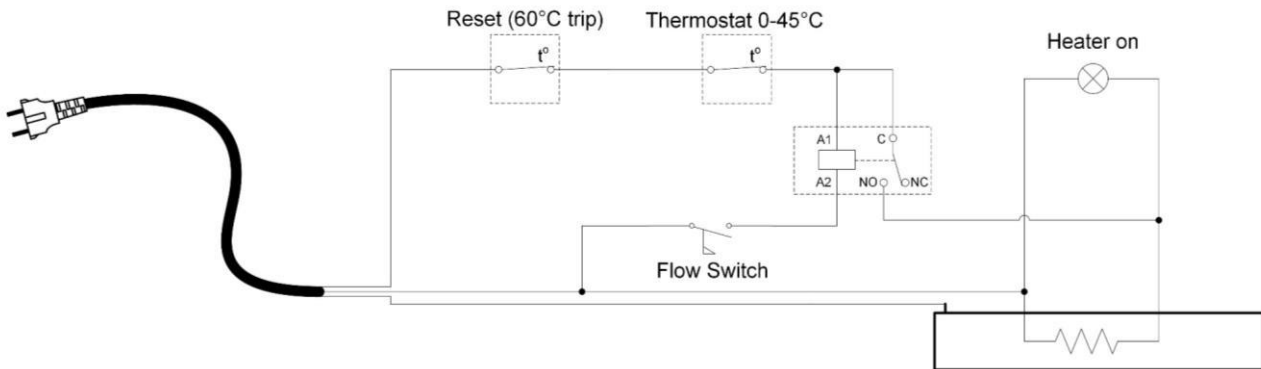 Reset (60°C trip)
Thermostat 0-45°C
Heater on
t°
t°
A1
C
A2
NO
NC
Flow Switch